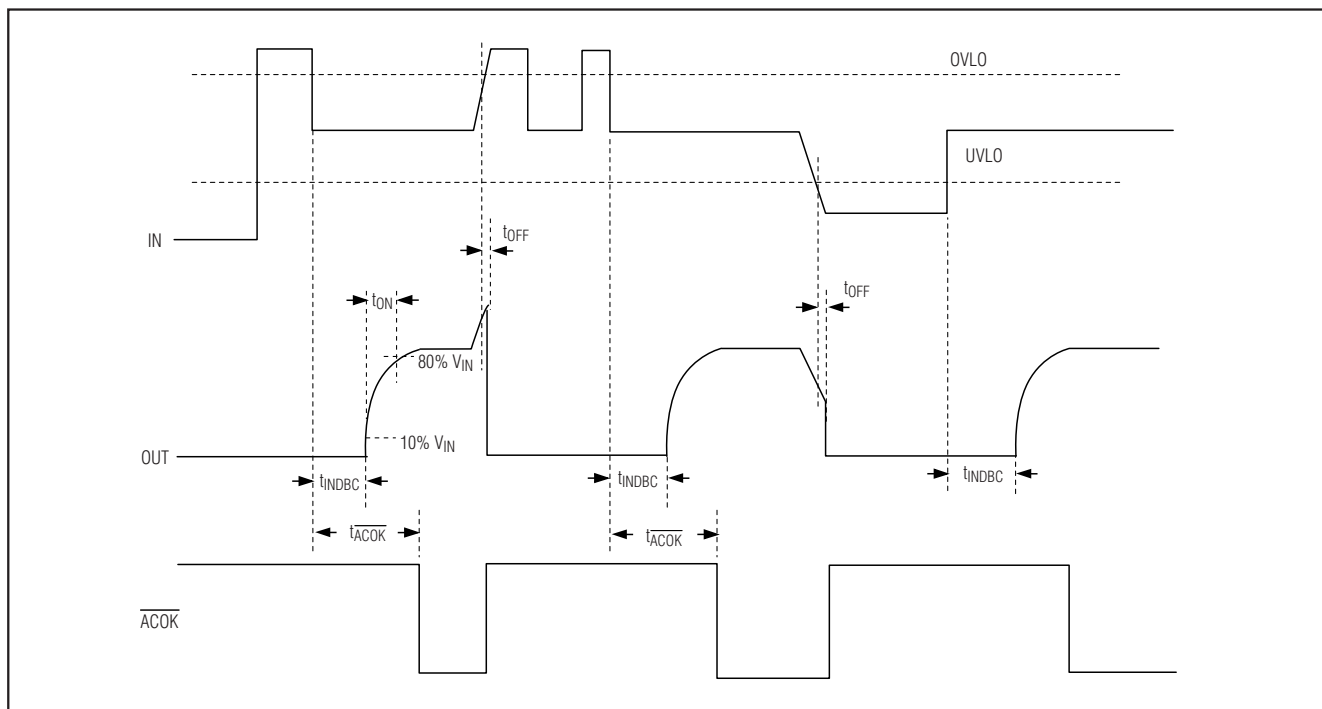 OVLO
UVLO
IN
tOFF
tON
tOFF
80% VIN
10% VIN
OUT
tINDBC
tINDBC
tINDBC
tACOK
tACOK
ACOK